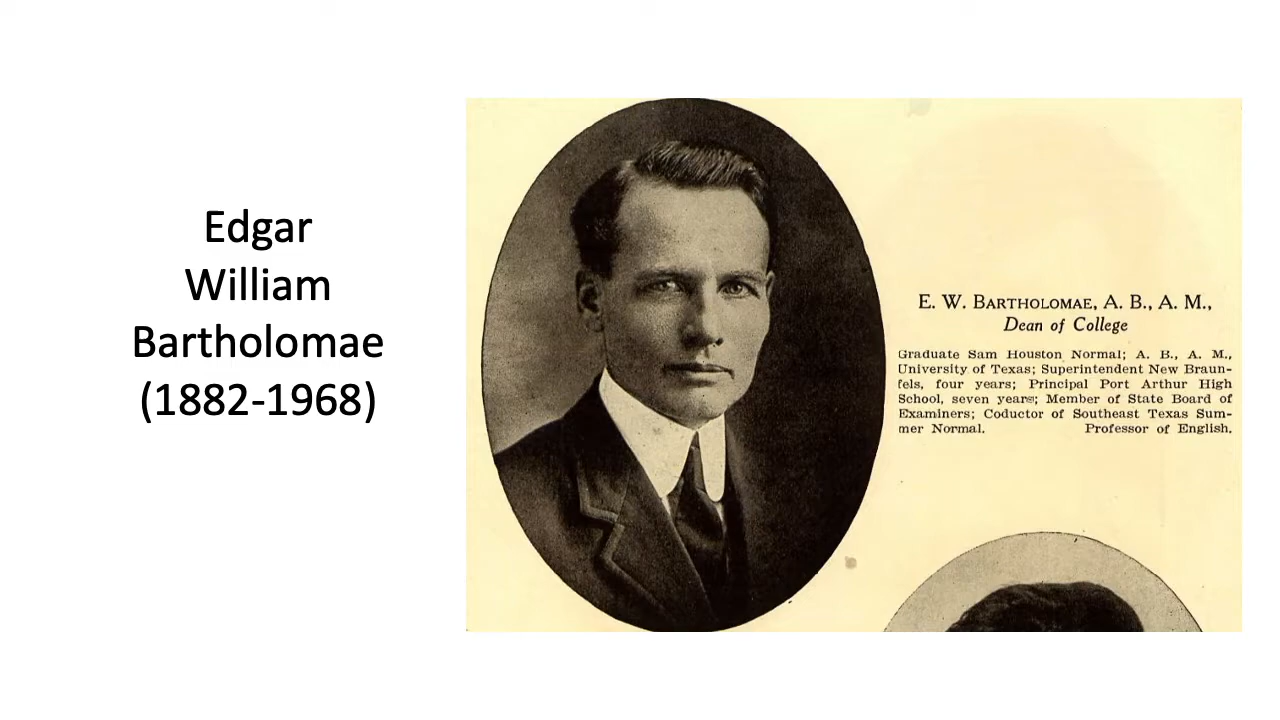 Edgar
William
Bartholomae
(1882-1968)
E. W. BARTHOLOMAE, A. B., A. M.,
Dean of College
Graduate Sam Houston Normal; A. B., A. M.,
University of Texas; Superintendent New Braun-
fels, four years; Principal Port Arthur High
School, seven years; Member of State Board of
Examiners; Coductor of Southeast Texas Sum-
mer Normal. Professor of English.